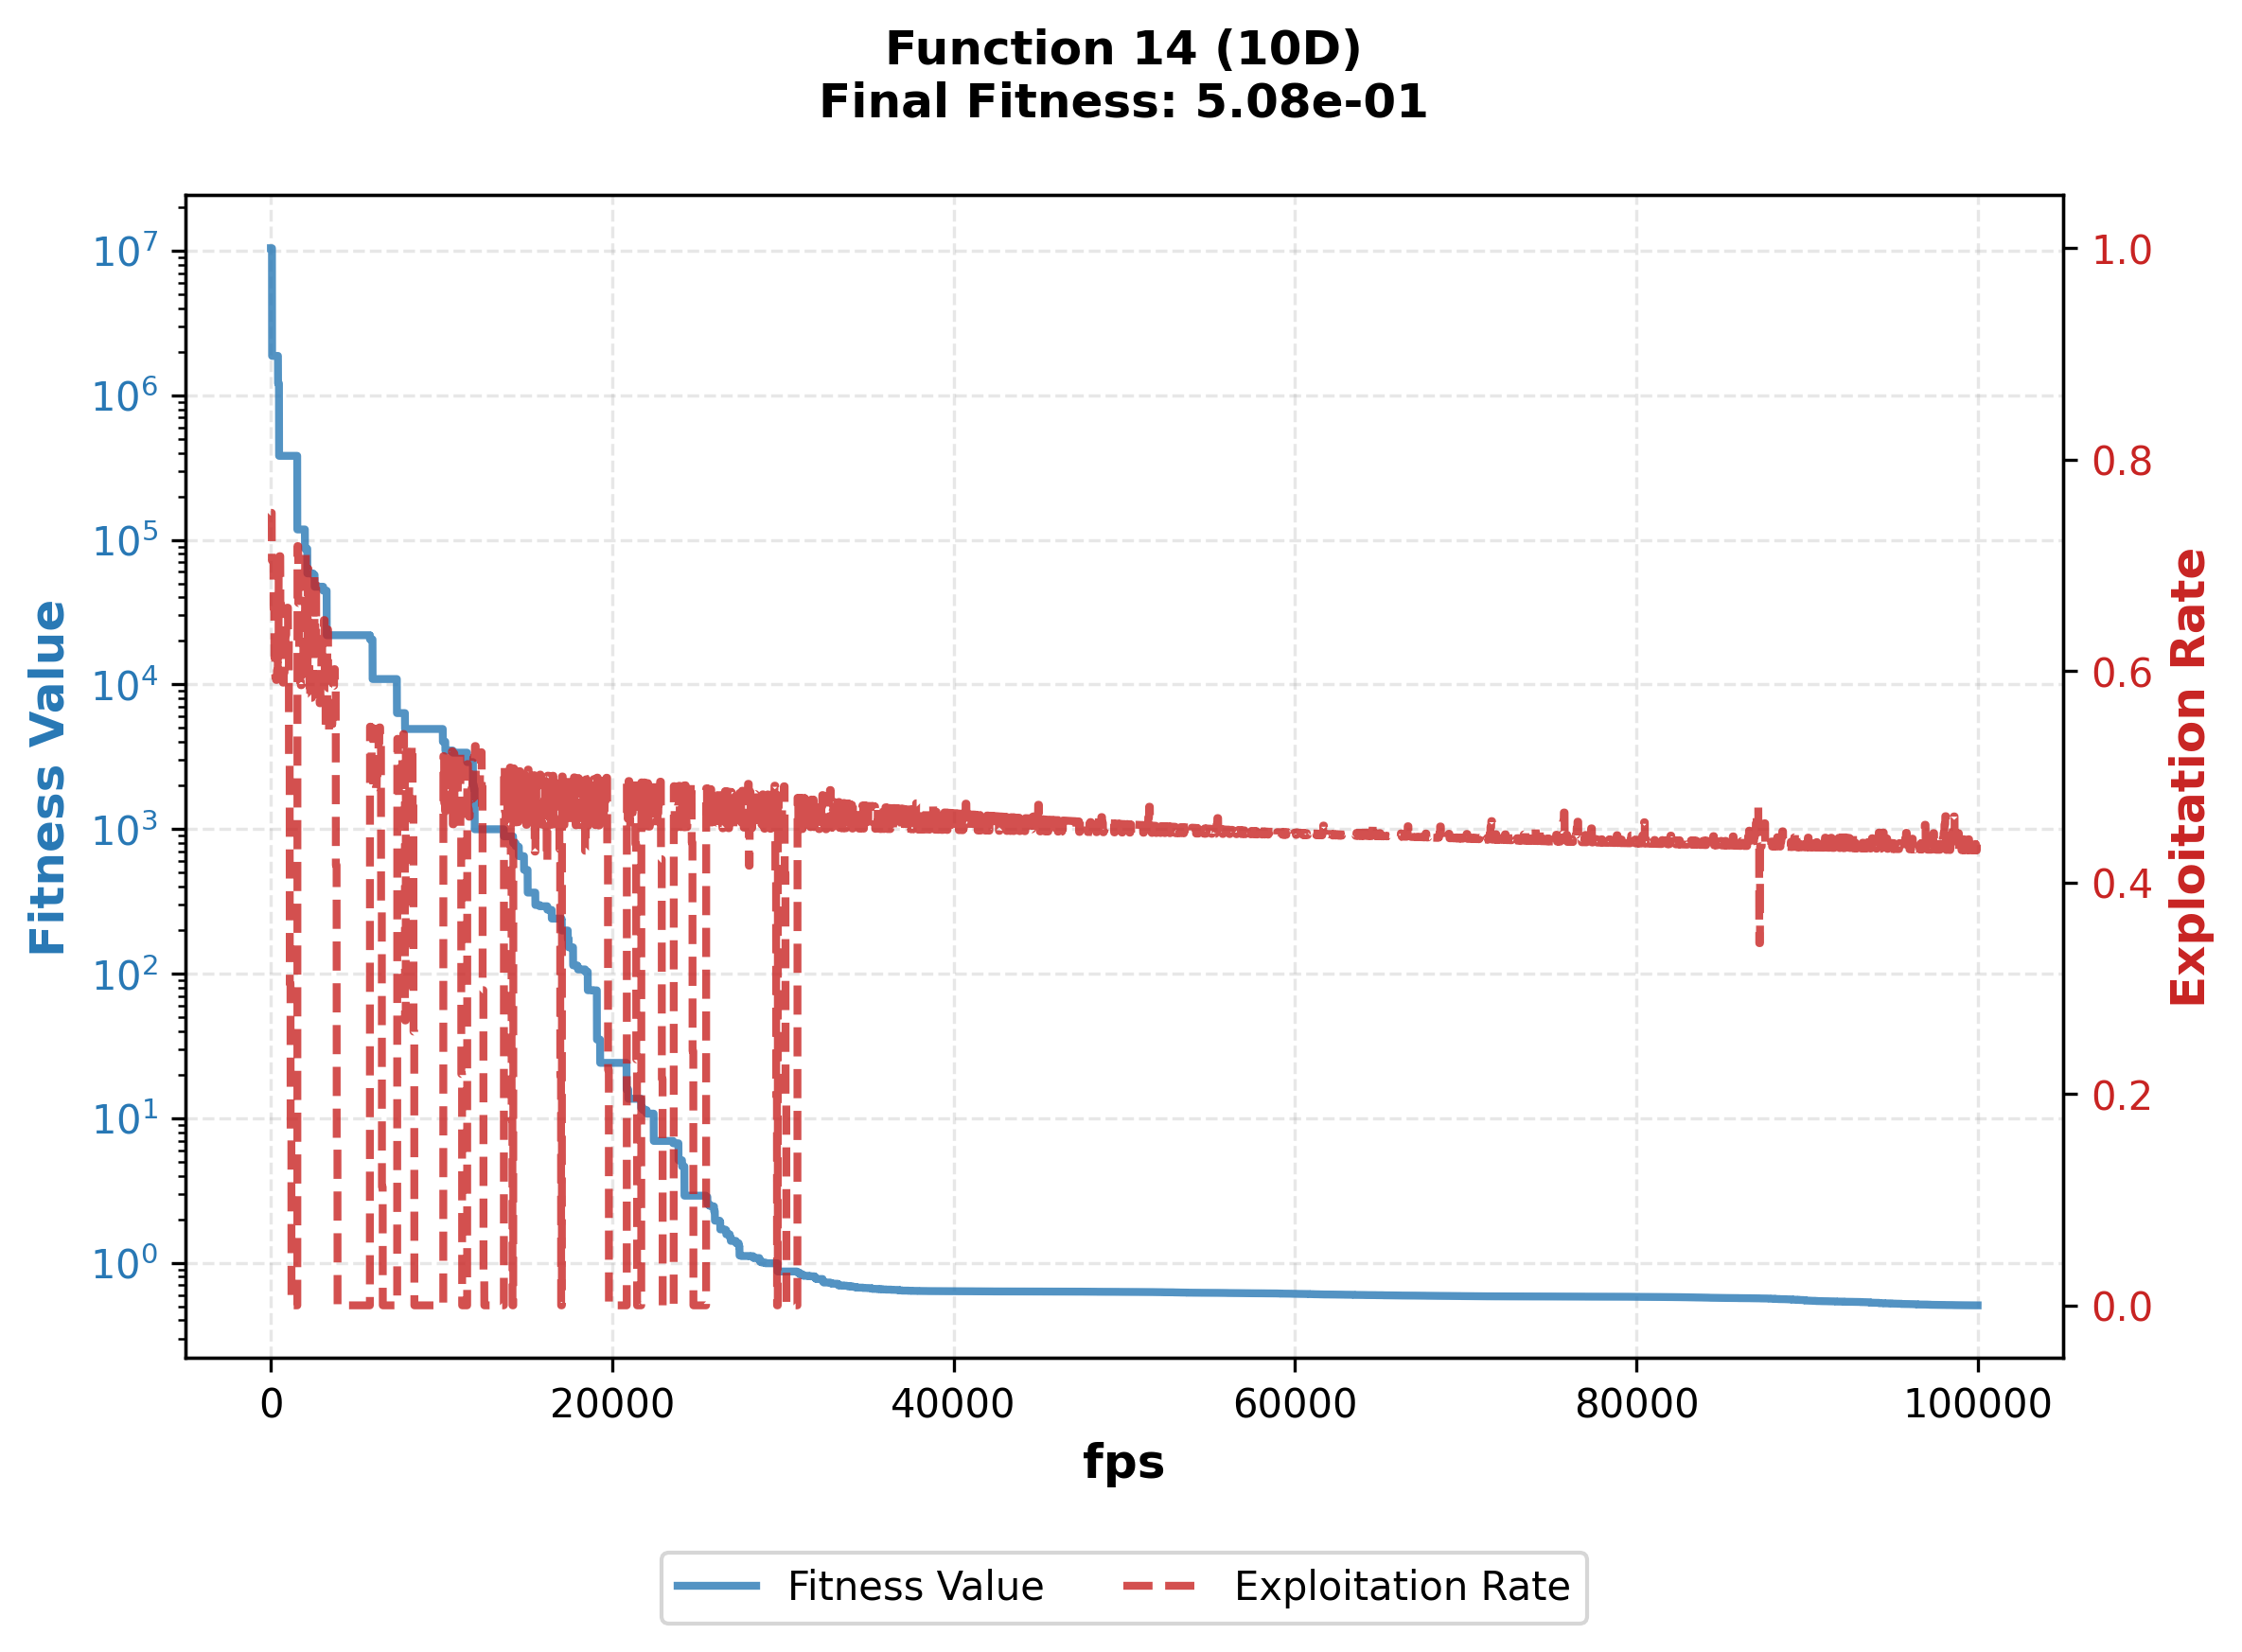 Function 14 (10D)
Final Fitness: 5.08e-01
Fitness Value
10⁷
10⁶
10⁵
10⁴
10³
10²
10¹
10⁰
1.0
0.8
0.6
0.4
0.2
0.0
Exploitation Rate
0 20000 40000 60000 80000 100000
fps
Fitness Value Exploitation Rate